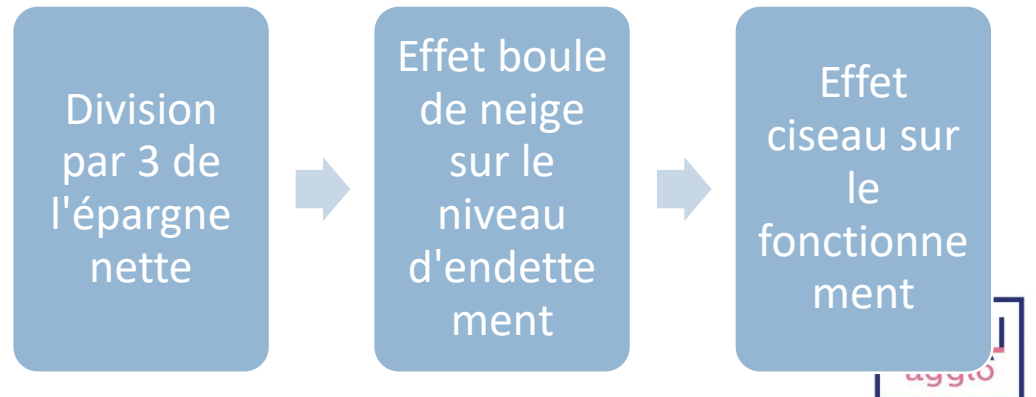 Division
par 3 de
l'épargne
nette
Effet boule
de neige
sur le
niveau
d'endette
ment
Effet
ciseau sur
le
fonctionne
ment
agglo